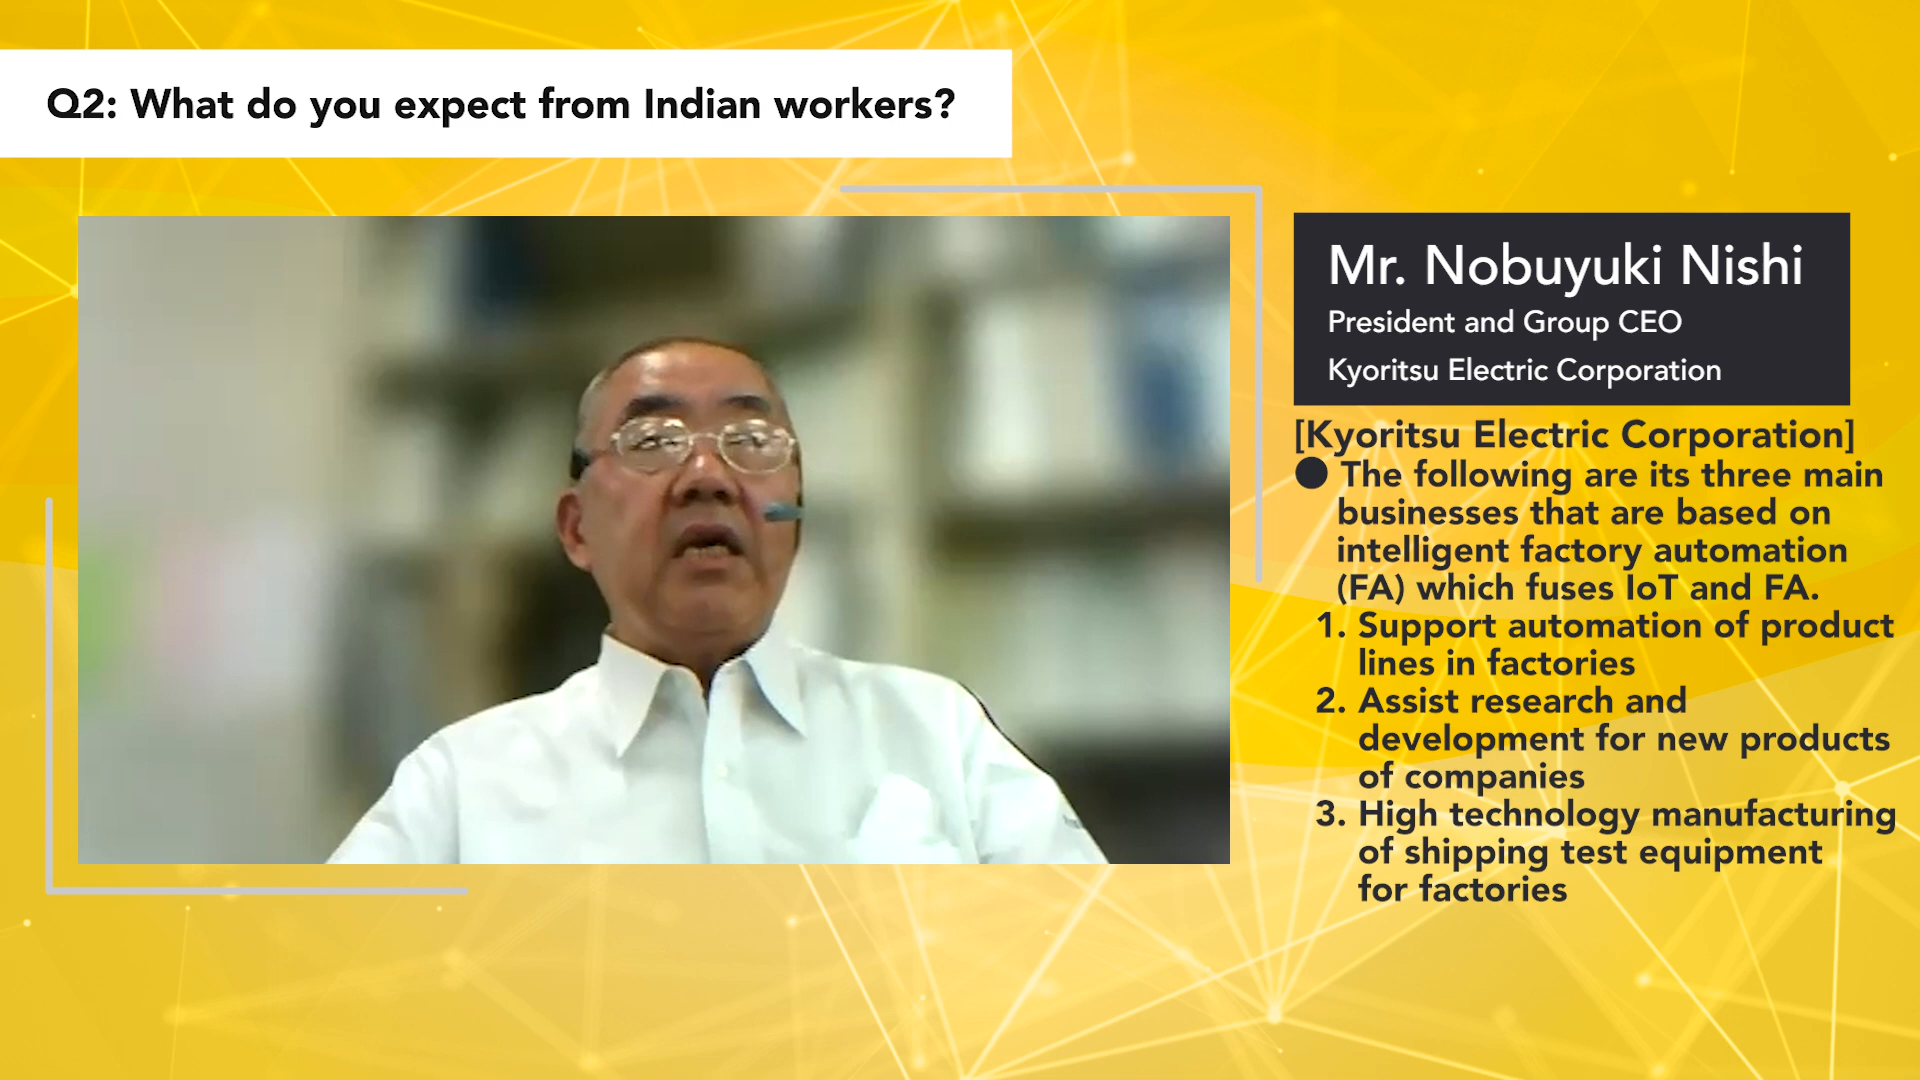 Q2: What do you expect from Indian workers?
Mr. Nobuyuki Nishi
President and Group CEO
Kyoritsu Electric Corporation
[Kyoritsu Electric Corporation]
● The following are its three main
businesses that are based on
intelligent factory automation
(FA) which fuses IoT and FA.
1. Support automation of product
lines in factories
2. Assist research and
development for new products
of companies
3. High technology manufacturing
of shipping test equipment
for factories